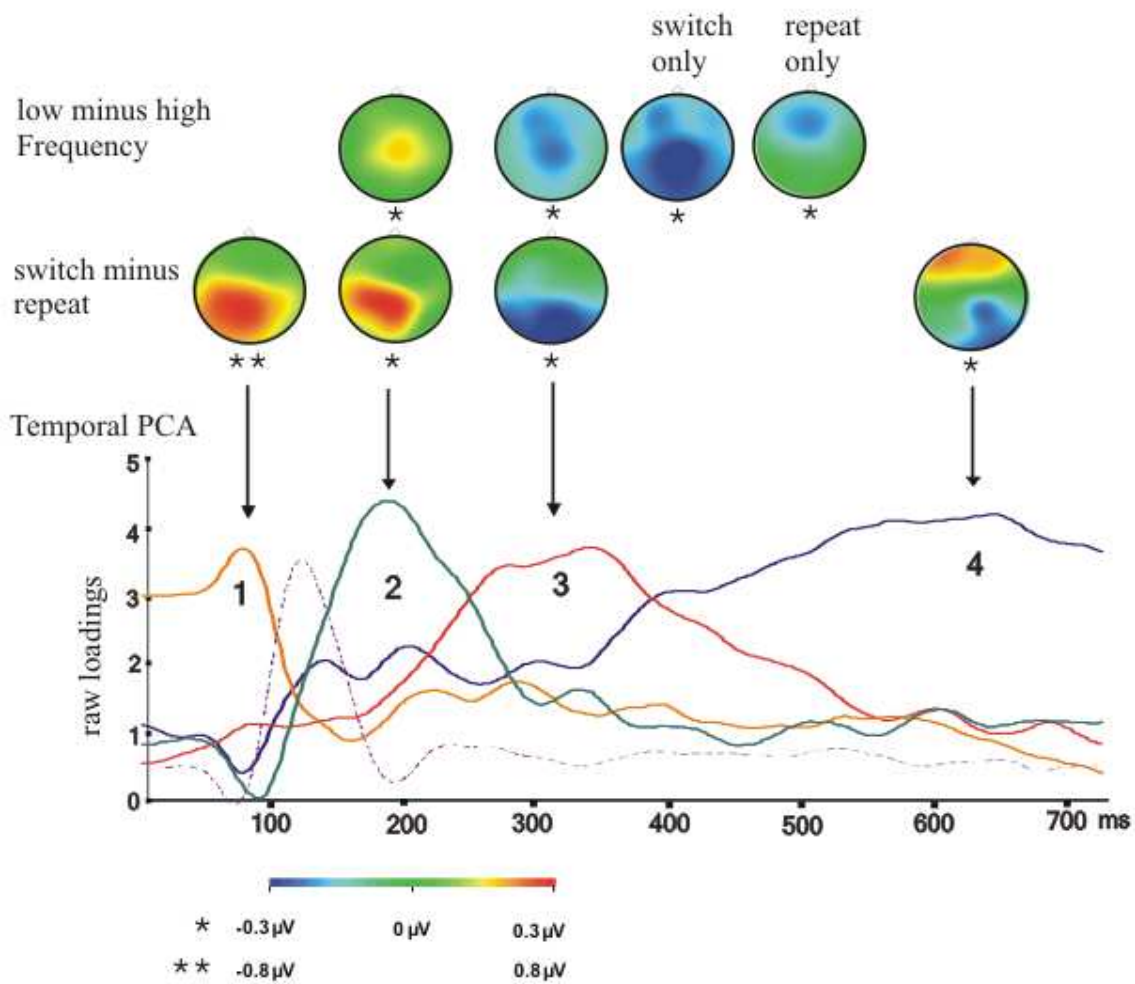 switch only
repeat only
low minus high
Frequency
* * * *
switch minus
repeat
** * * *
Temporal PCA
raw loadings
5
4
3
2
1
0
1
2
3
4
100 200 300 400 500 600 700 ms
* -0.3 µV 0 µV 0.3 µV
** -0.8 µV 0.8 µV